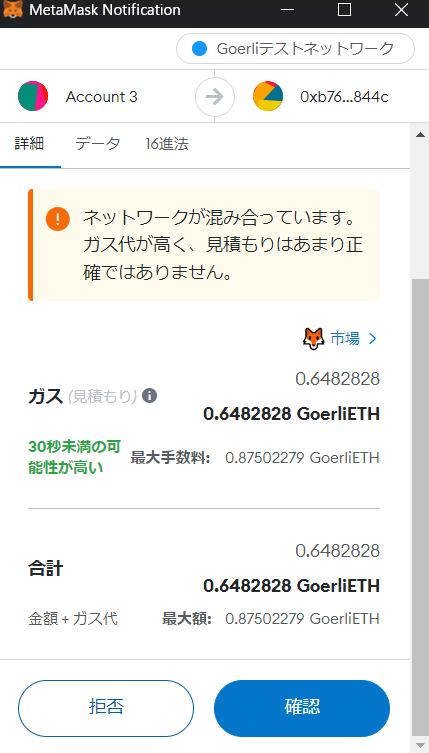 MetaMask Notification
Goerliテストネットワーク
Account 3
0xb76...844c
詳細 データ 16進法
ネットワークが混み合っています。
ガス代が高く、見積もりはあまり正
確ではありません。
市場
0.6482828
ガス (見積もり) 0.6482828 GoerliETH
30秒未満の可
能性が高い
最大手数料: 0.87502279 GoerliETH
0.6482828
合計
0.6482828 GoerliETH
金額 + ガス代 最大額: 0.87502279 GoerliETH
拒否 確認